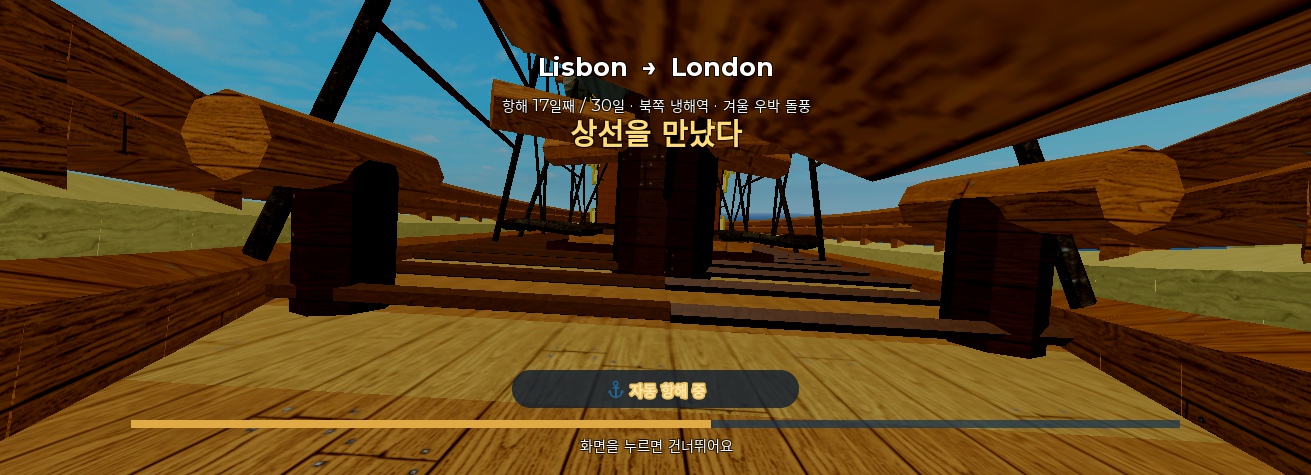 Lisbon → London
항해 17일째 / 30일 · 북쪽 냉해역 · 겨울 우박 돌풍
상선을 만났다
⚓ 자동 항해 중
화면을 누르면 건너뛰어요